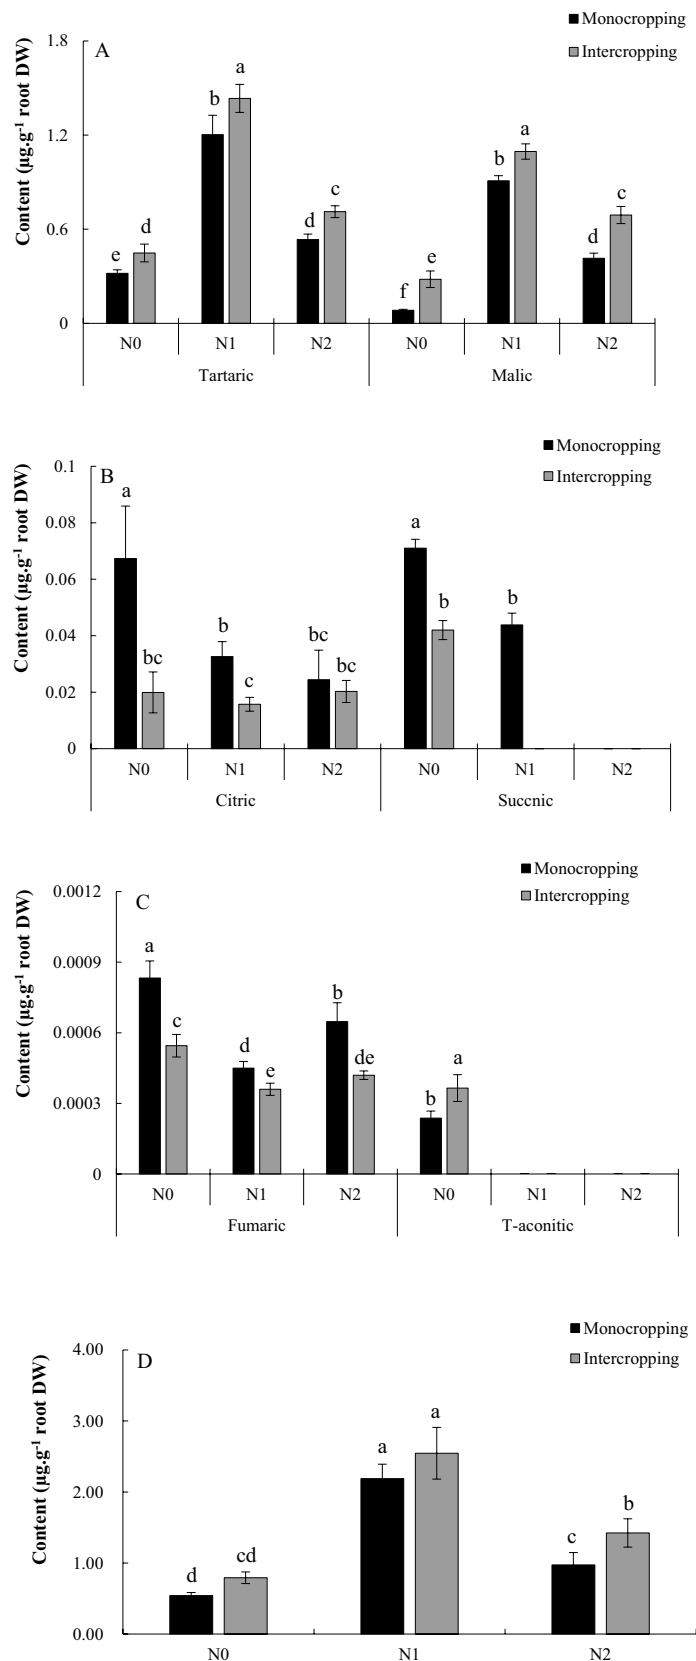 Monocropping
Intercropping
A
Content (µg.g⁻¹ root DW)
1.8
1.2
0.6
0
e d b a d c f e b a d c
N0 N1 N2 N0 N1 N2
Tartaric Malic
Monocropping
Intercropping
B
Content (µg.g⁻¹ root DW)
0.1
0.08
0.06
0.04
0.02
0
a bc b c bc bc a b b
N0 N1 N2 N0 N1 N2
Citric Succnic
Monocropping
Intercropping
C
Content (µg.g⁻¹ root DW)
0.0012
0.0009
0.0006
0.0003
0
a c d e b de b a
N0 N1 N2 N0 N1 N2
Fumaric T-aconitic
Monocropping
Intercropping
D
Content (µg.g⁻¹ root DW)
4.00
3.00
2.00
1.00
0.00
d cd a a c b
N0 N1 N2